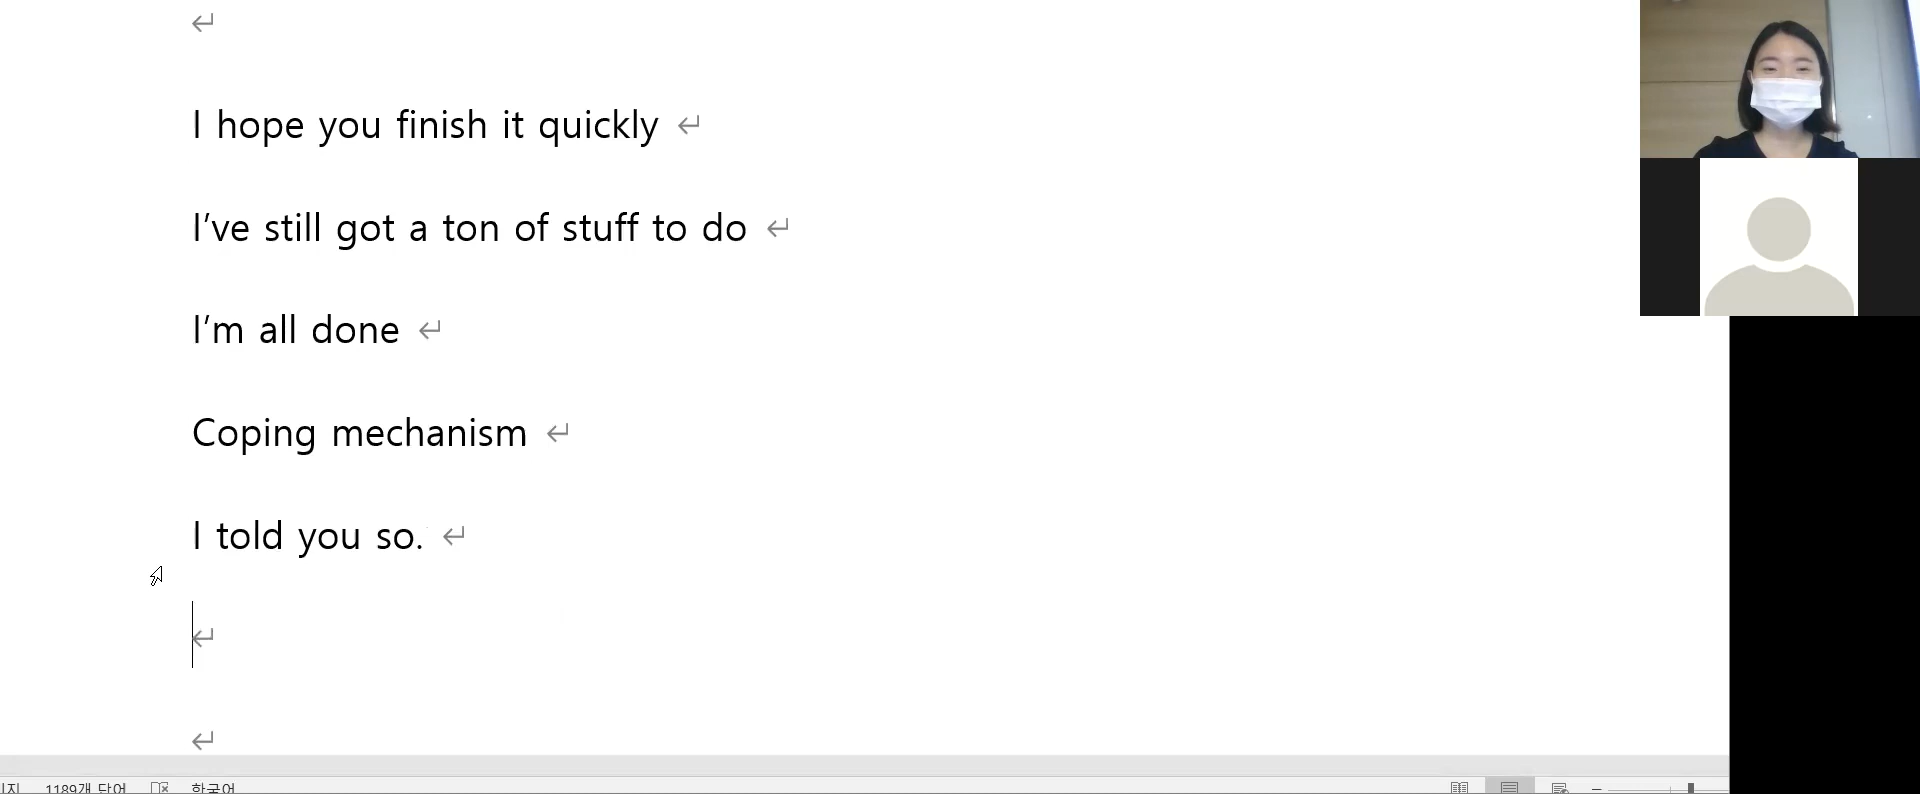 I hope you finish it quickly
I've still got a ton of stuff to do
I'm all done
Coping mechanism
I told you so.
1189개 단어
한국어